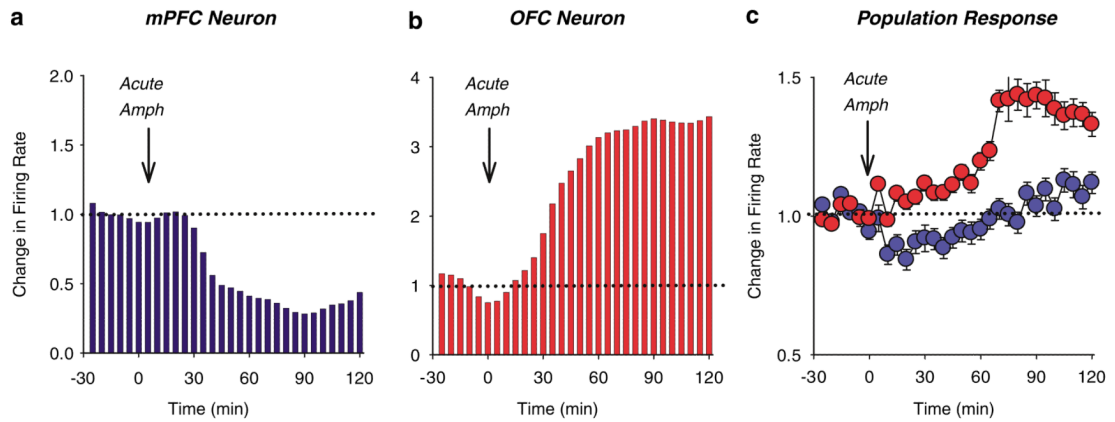 a
mPFC Neuron
Acute
Amph
2.0
1.5
1.0
0.5
0.0
Change in Firing Rate
-30
0
30
60
90
120
Time (min)
b
OFC Neuron
Acute
Amph
4
3
2
1
0
-30
0
30
60
90
120
Time (min)
c
Population Response
Acute
Amph
1.5
1.0
0.5
Change in Firing Rate
-30
0
30
60
90
120
Time (min)